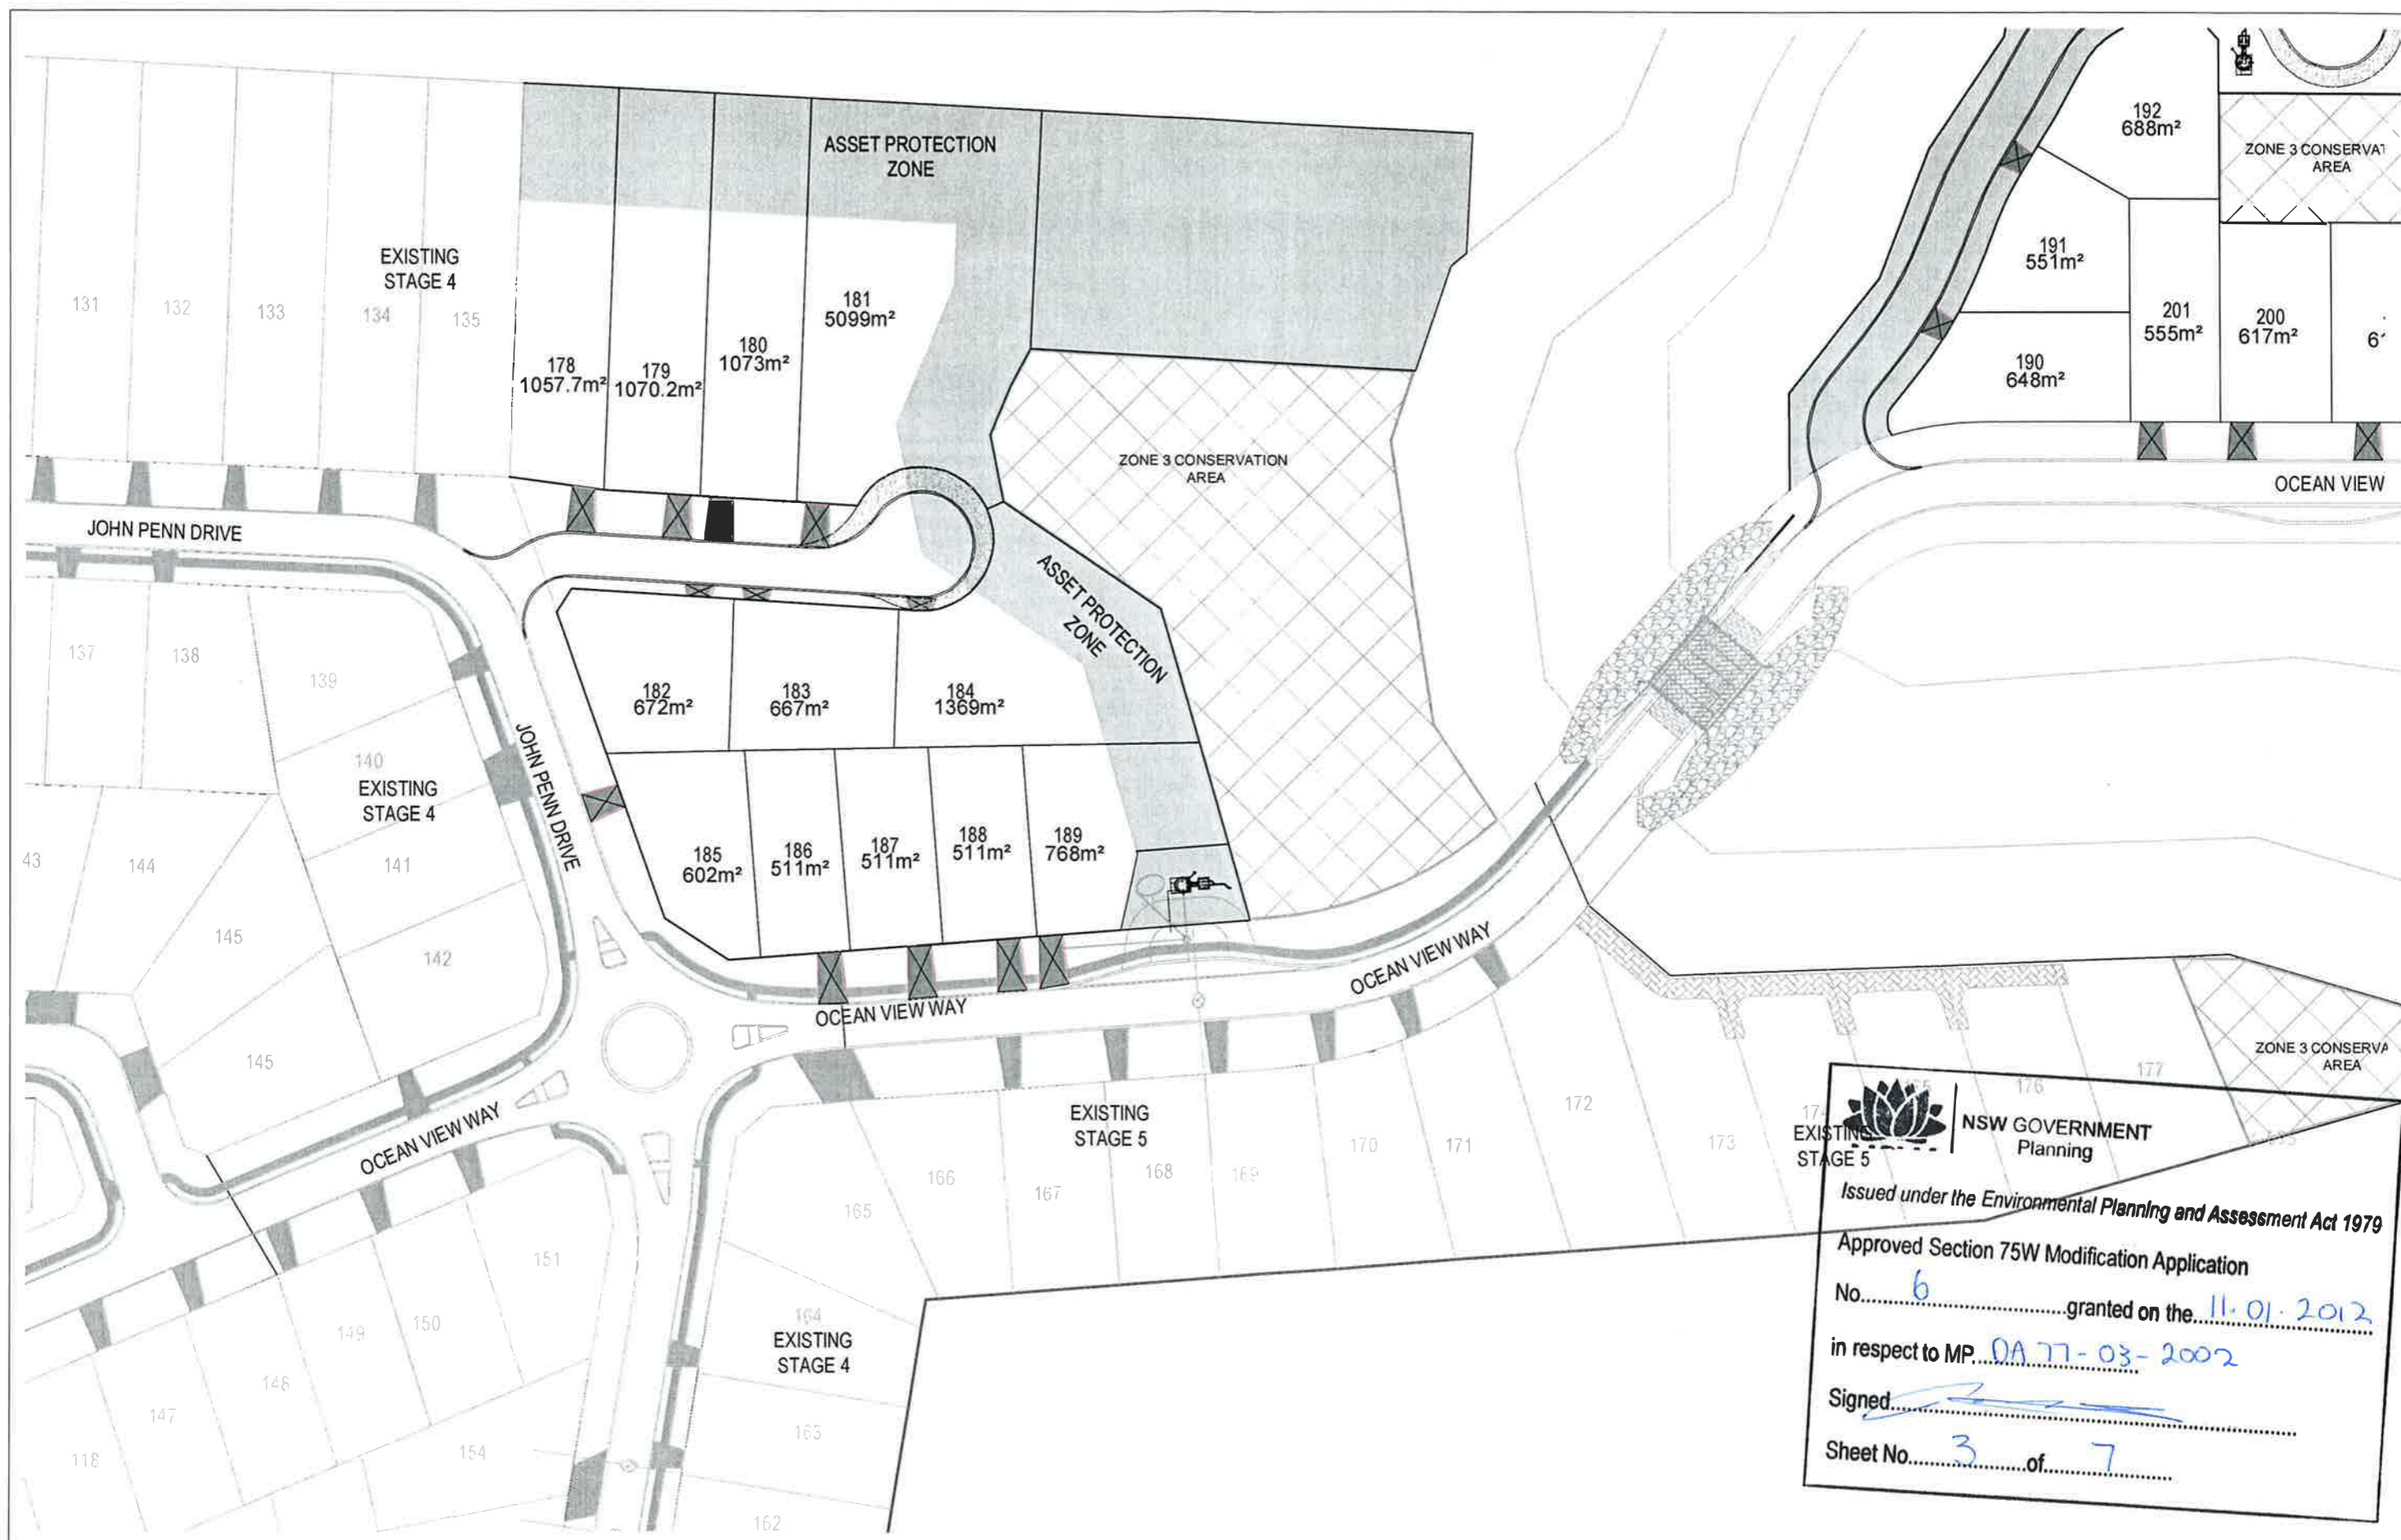 192
688m²
ZONE 3 CONSERVAT
AREA
ASSET PROTECTION
ZONE
EXISTING
STAGE 4
131
132
133
134
135
181
5099m²
180
1073m²
178
1057.7m²
179
1070.2m²
191
551m²
201
555m²
200
617m²
190
648m²
ZONE 3 CONSERVATION
AREA
OCEAN VIEW
JOHN PENN DRIVE
ASSET PROTECTION
ZONE
137
138
139
182
672m²
183
667m²
184
1369m²
JOHN PENN DRIVE
140
EXISTING
STAGE 4
141
142
43
144
145
145
185
602m²
186
511m²
187
511m²
188
511m²
189
768m²
OCEAN VIEW WAY
OCEAN VIEW WAY
OCEAN VIEW WAY
ZONE 3 CONSERVA
AREA
177
176
EXISTING
STAGE 5
165
166
167
168
169
170
171
172
173
EXISTING
STAGE 5
151
150
149
148
147
118
154
164
EXISTING
STAGE 4
163
162
NSW GOVERNMENT
Planning
Issued under the Environmental Planning and Assessment Act 1979
Approved Section 75W Modification Application
No. 6 granted on the 11.01.2012
in respect to MP. DA 77-03-2002
Signed
Sheet No. 3 of 7